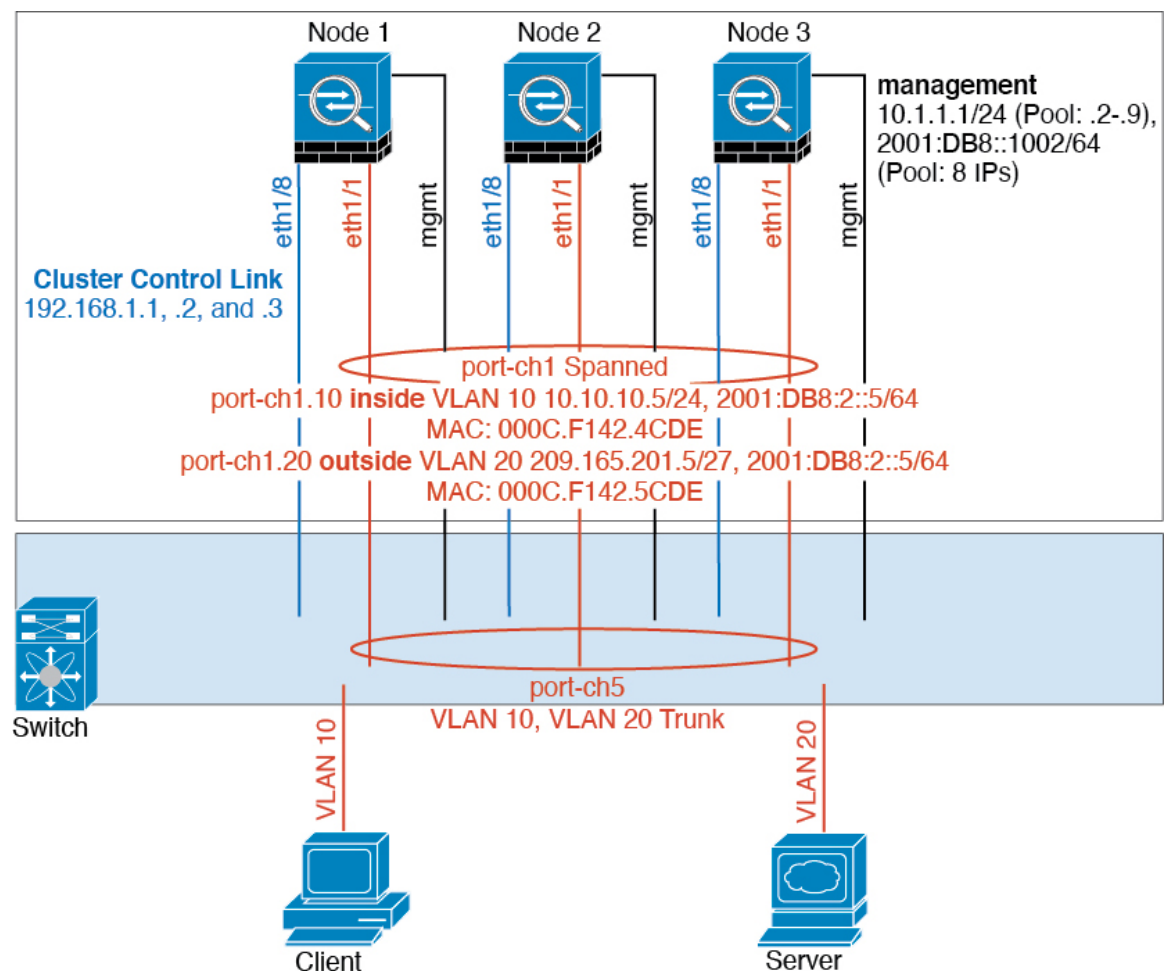 Node 1
Node 2
Node 3
management
10.1.1.1/24 (Pool: .2-.9),
2001:DB8::1002/64
(Pool: 8 IPs)
eth1/8
eth1/1
mgmt
eth1/8
eth1/1
mgmt
eth1/8
eth1/1
mgmt
Cluster Control Link
192.168.1.1, .2, and .3
port-ch1 Spanned
port-ch1.10 inside VLAN 10 10.10.10.5/24, 2001:DB8:2::5/64
MAC: 000C.F142.4CDE
port-ch1.20 outside VLAN 20 209.165.201.5/27, 2001:DB8:2::5/64
MAC: 000C.F142.5CDE
port-ch5
VLAN 10, VLAN 20 Trunk
Switch
VLAN 10
VLAN 20
Client
Server